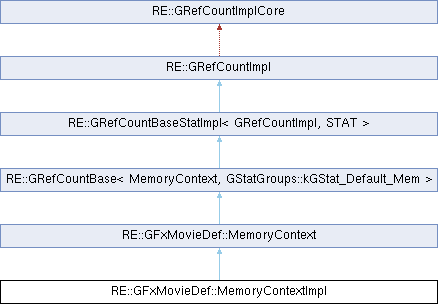 RE::GRefCountImplCore
RE::GRefCountImpl
RE::GRefCountBaseStatImpl< GRefCountImpl, STAT >
RE::GRefCountBase< MemoryContext, GStatGroups::kGStat_Default_Mem >
RE::GFxMovieDef::MemoryContext
RE::GFxMovieDef::MemoryContextImpl